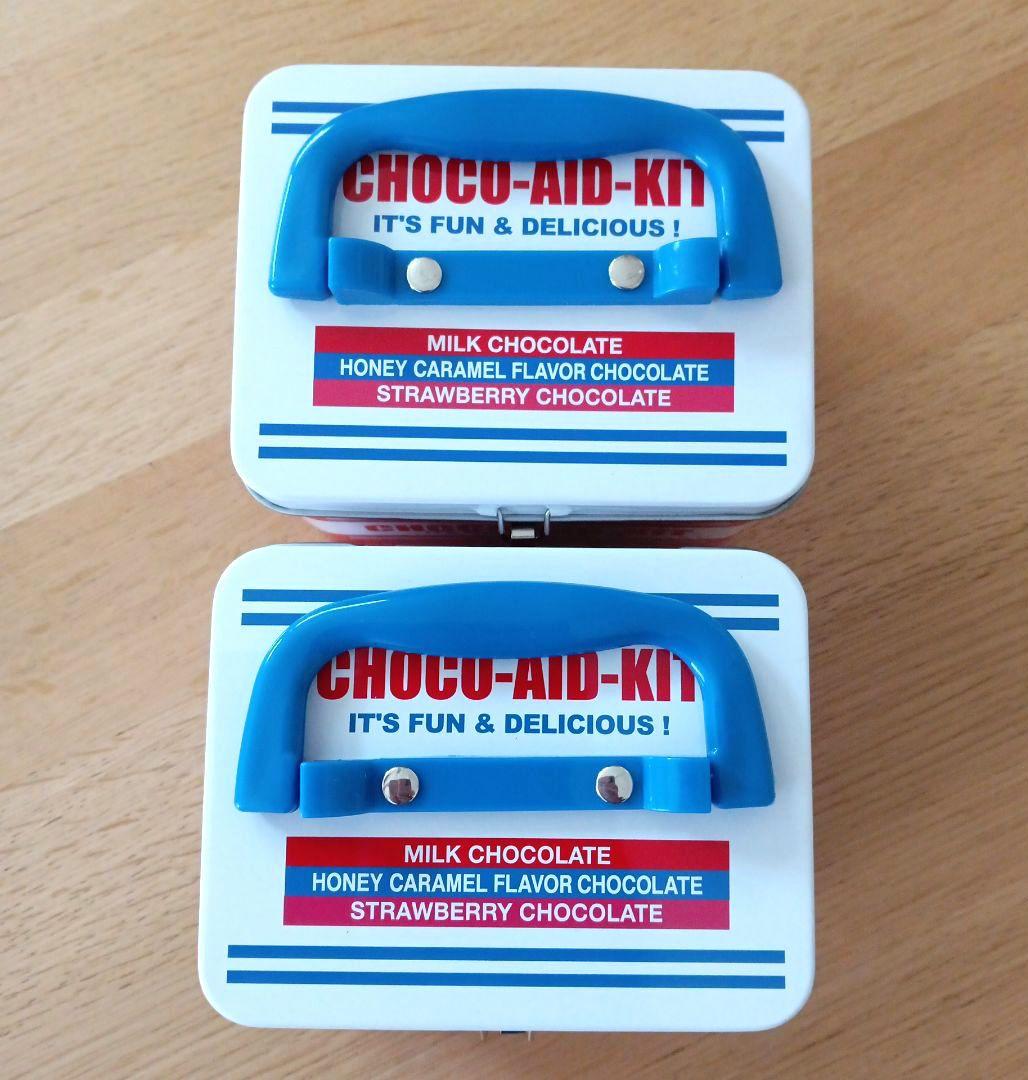 CHOCO-AID-KIT
IT'S FUN & DELICIOUS !
MILK CHOCOLATE
HONEY CARAMEL FLAVOR CHOCOLATE
STRAWBERRY CHOCOLATE
CHOCO-AID-KIT
IT'S FUN & DELICIOUS !
MILK CHOCOLATE
HONEY CARAMEL FLAVOR CHOCOLATE
STRAWBERRY CHOCOLATE